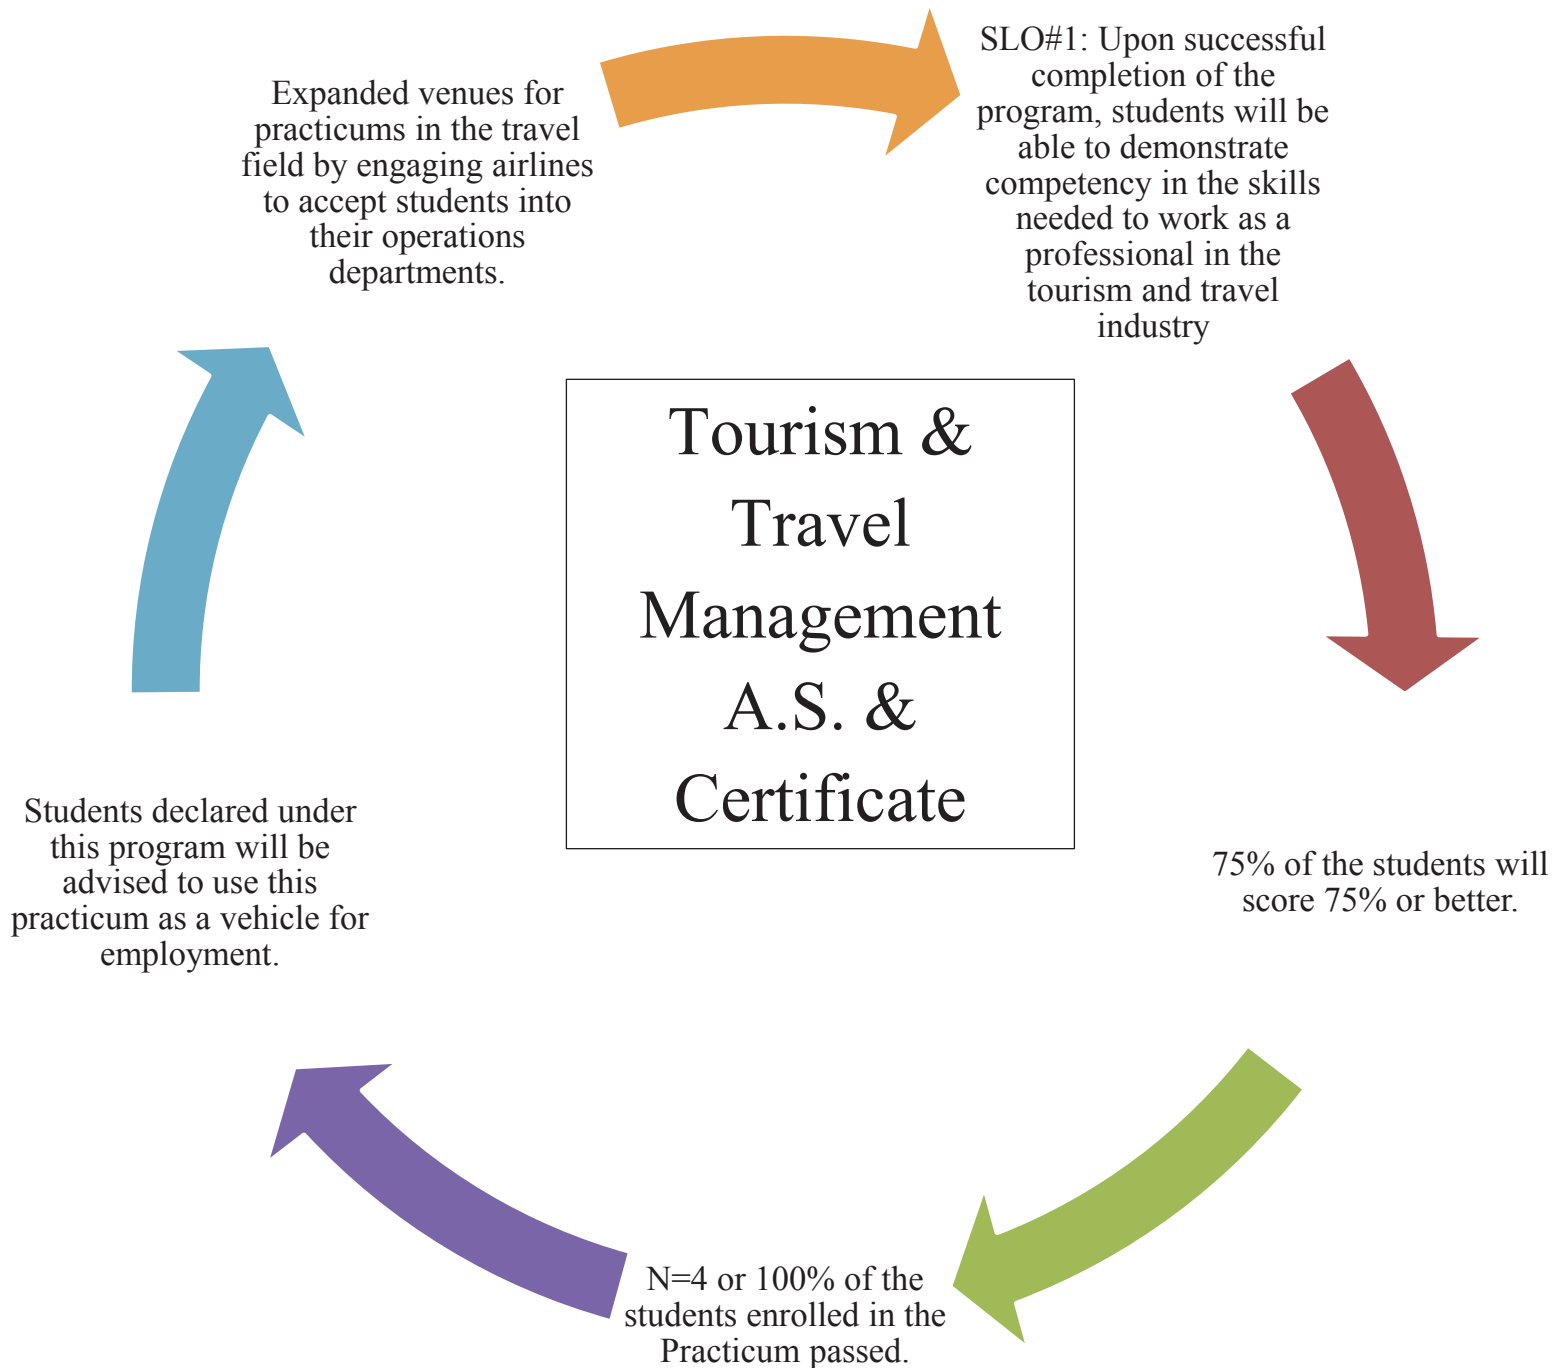 Expanded venues for
practicums in the travel
field by engaging airlines
to accept students into
their operations
departments.
SLO#1: Upon successful
completion of the
program, students will be
able to demonstrate
competency in the skills
needed to work as a
professional in the
tourism and travel
industry
Tourism &
Travel
Management
A.S. &
Certificate
75% of the students will
score 75% or better.
N=4 or 100% of the
students enrolled in the
Practicum passed.
Students declared under
this program will be
advised to use this
practicum as a vehicle for
employment.